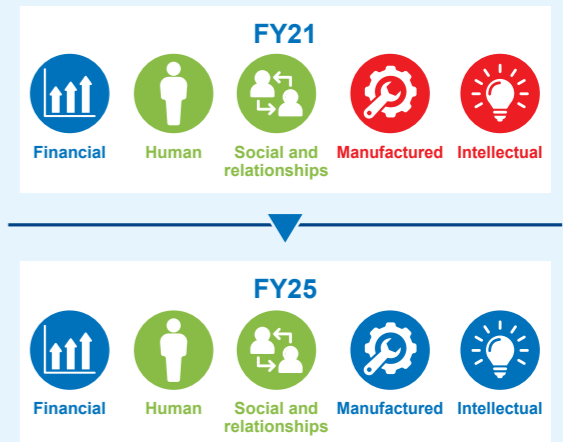 FY21
Financial
Human
Social and
relationships
Manufactured
Intellectual
FY25
Financial
Human
Social and
relationships
Manufactured
Intellectual